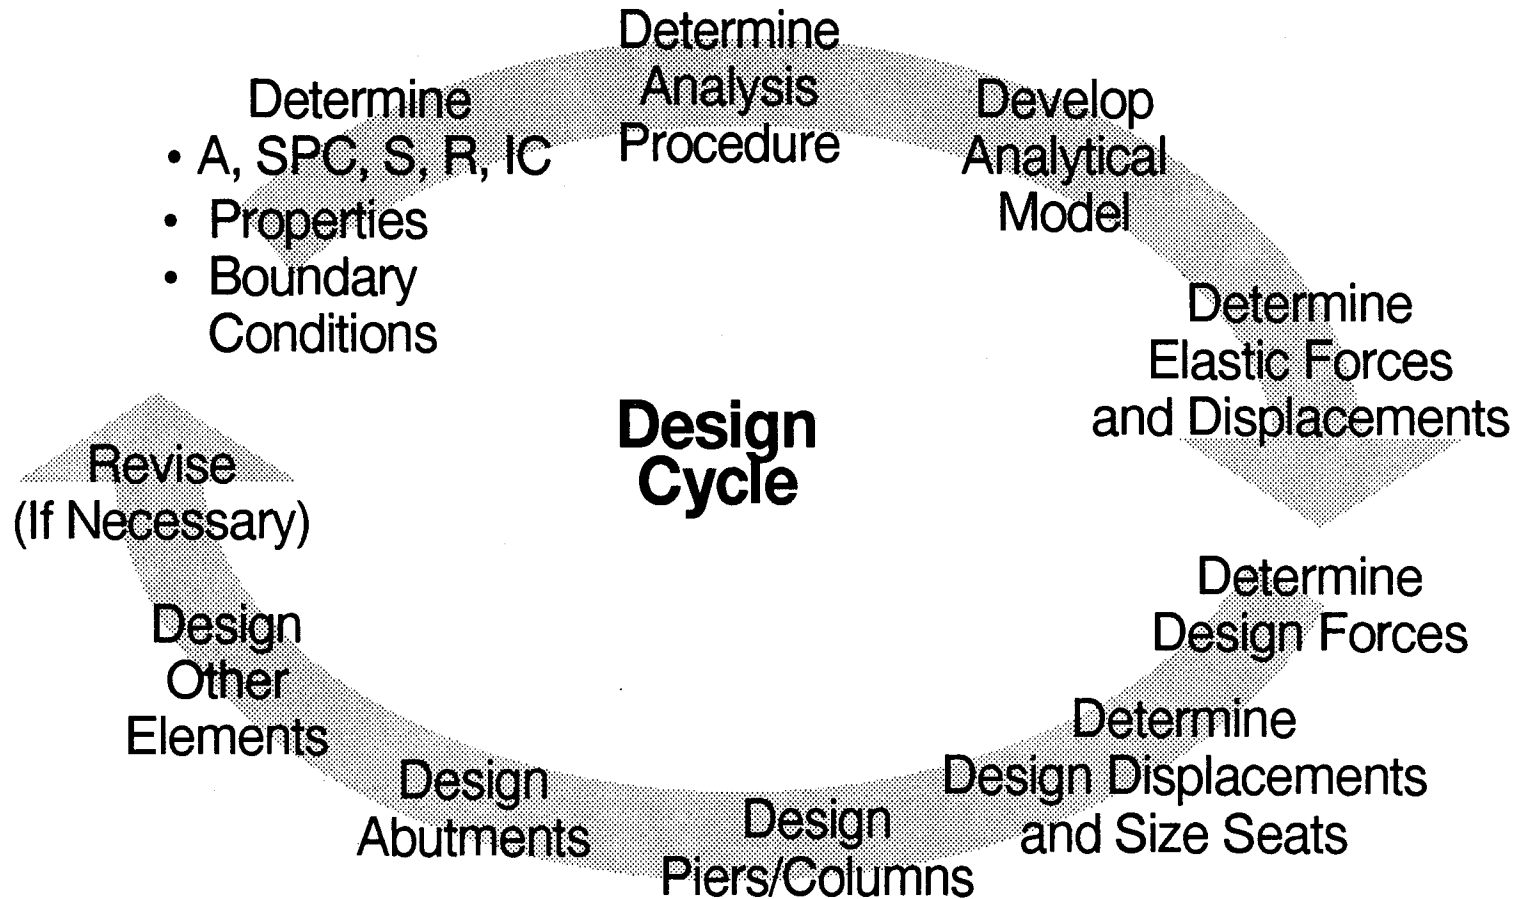 Determine
• A, SPC, S, R, IC
• Properties
• Boundary
Conditions
Determine
Analysis
Procedure
Develop
Analytical
Model
Determine
Elastic Forces
and Displacements
Determine
Design Forces
Determine
Design Displacements
and Size Seats
Design
Piers/Columns
Design
Abutments
Design
Other
Elements
Revise
(If Necessary)
Design
Cycle